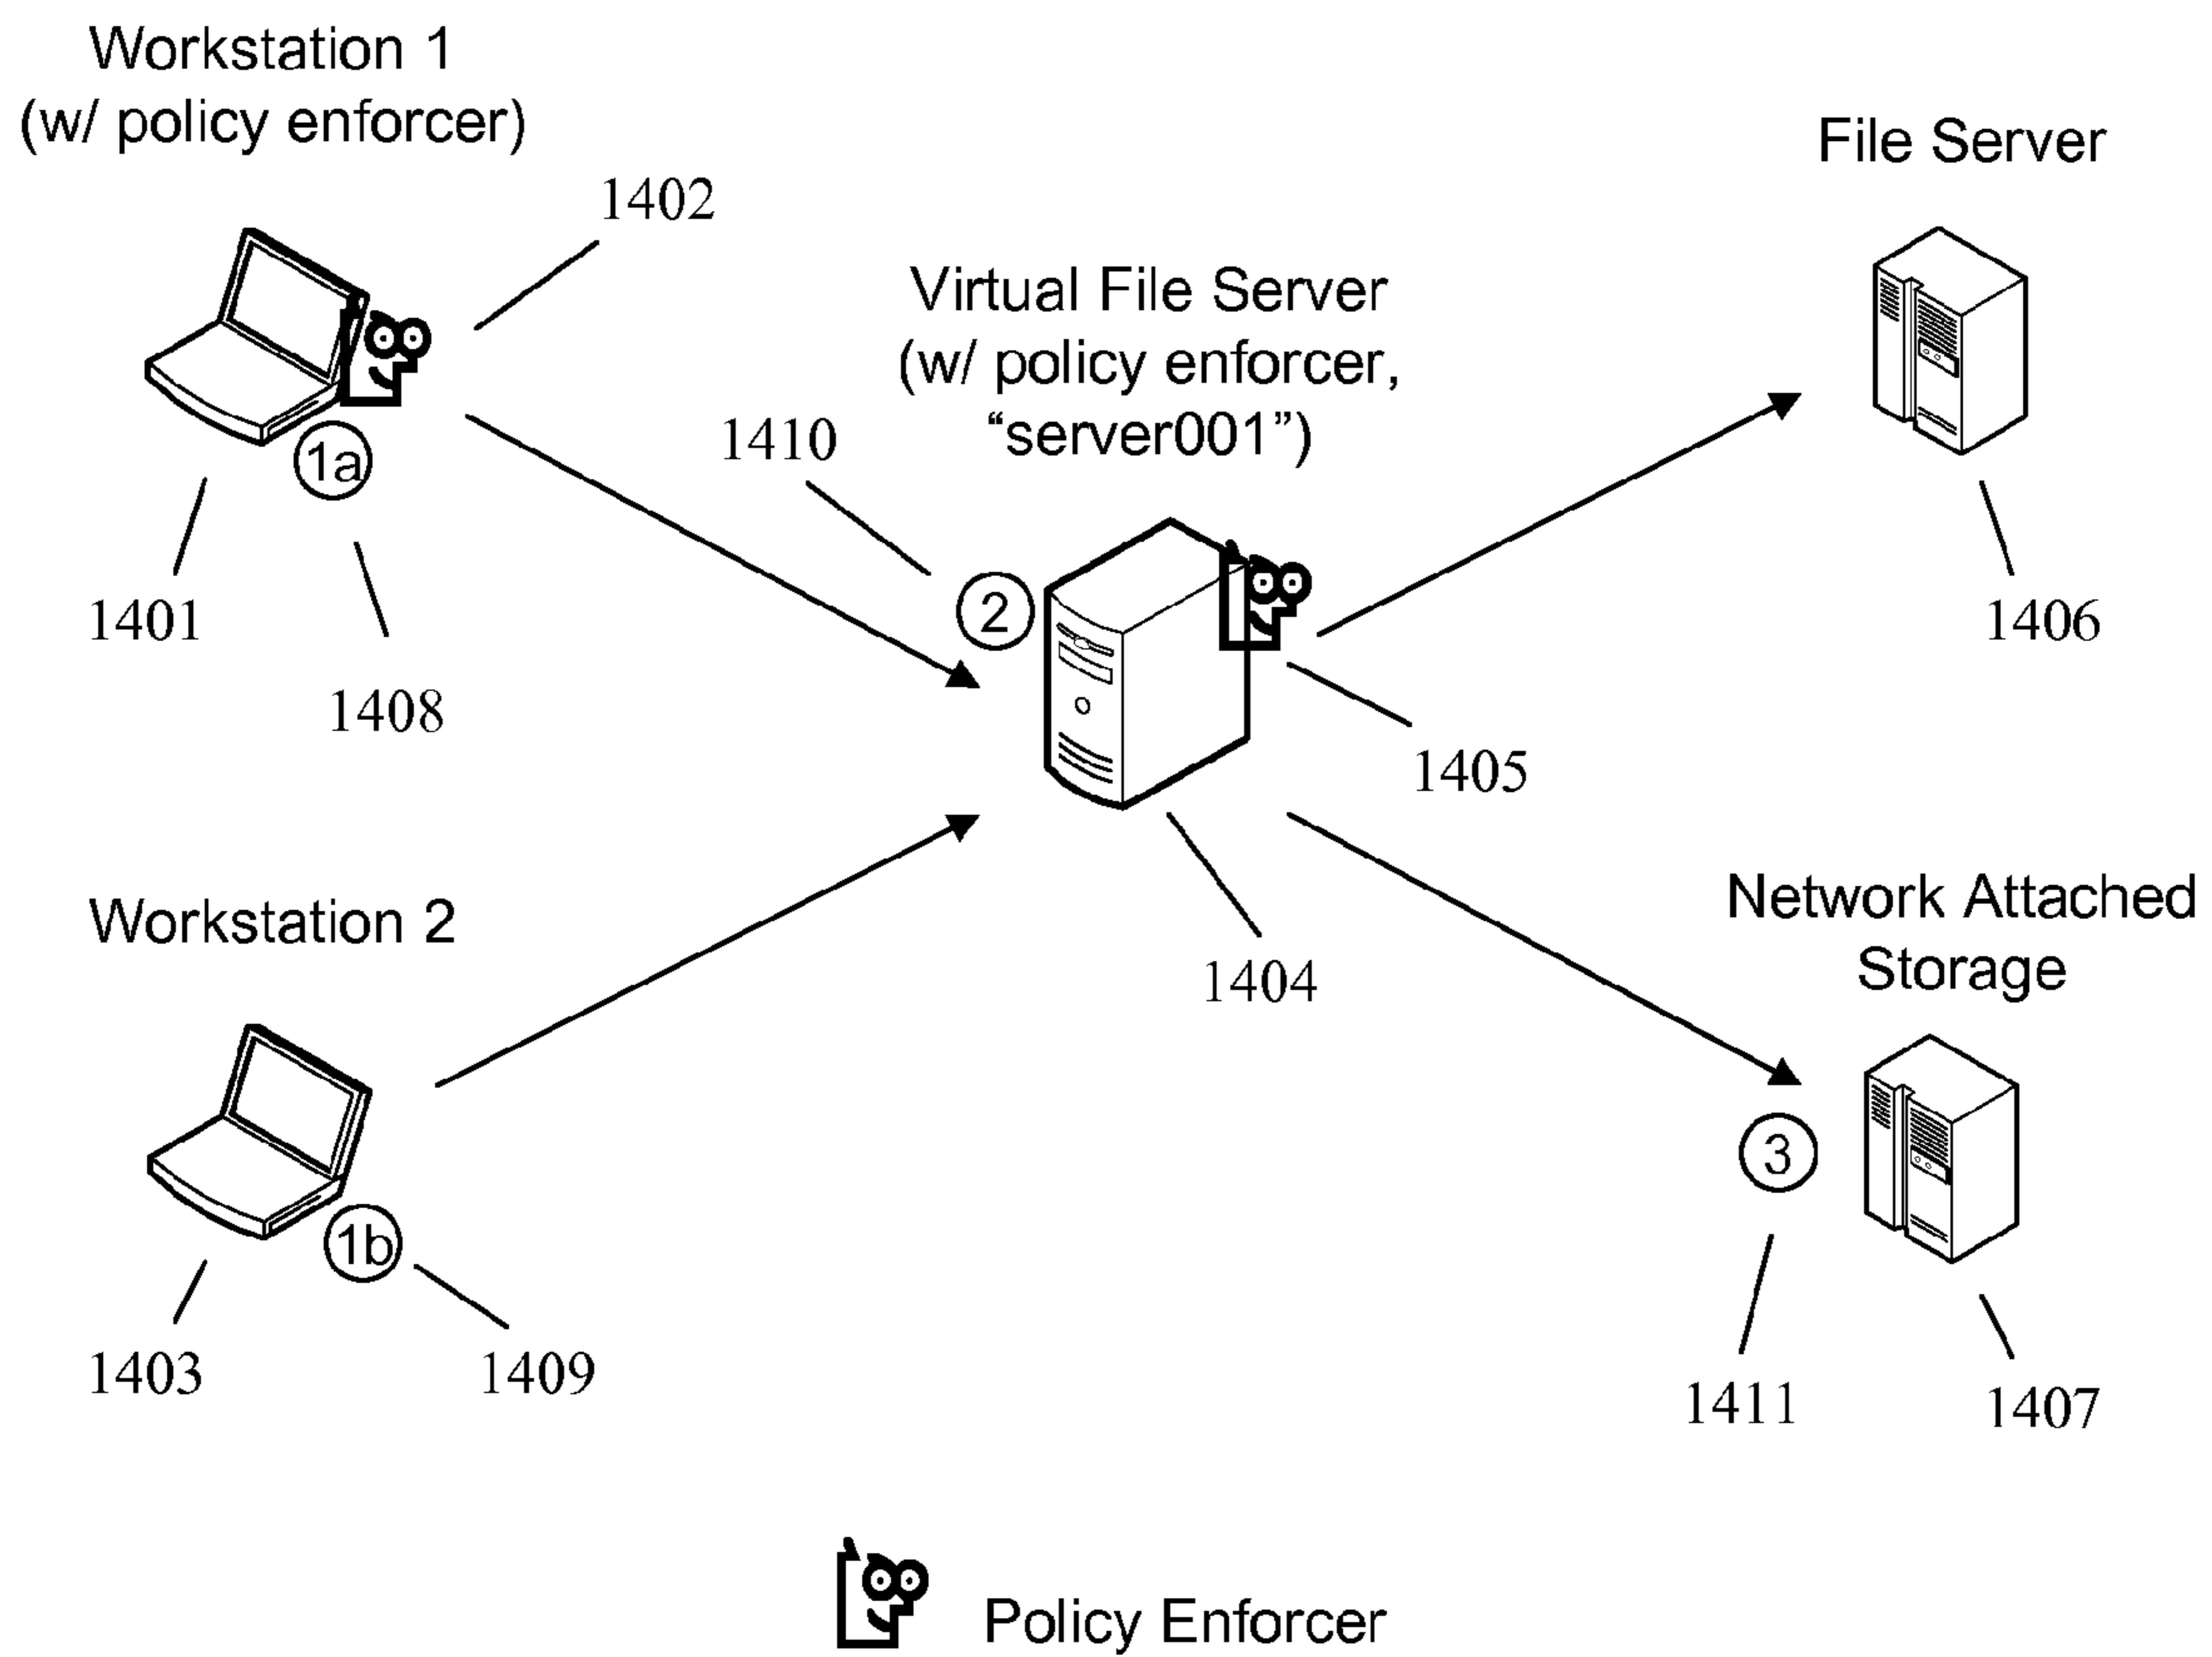 Workstation 1
(w/ policy enforcer)
1402
1a
1401
1408
File Server
1406
Virtual File Server
(w/ policy enforcer,
“server001”)
1410
2
1405
1404
Workstation 2
1b
1403
1409
Network Attached
Storage
3
1411
1407
Policy Enforcer